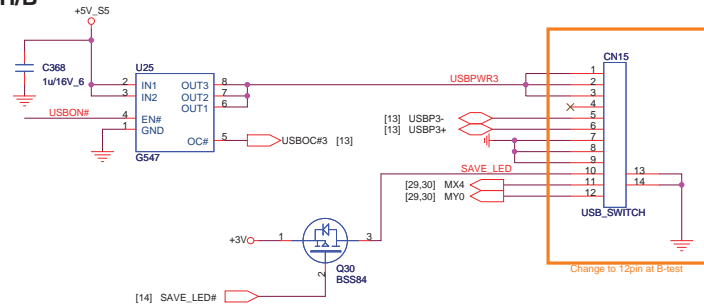 +5V_S5
C368
1u/16V_6
U25
2 IN1 OUT3 8
3 IN2 OUT2 7
OUT1 6
USBON# 4 EN#
1 GND
OC# 5 USBOC#3 [13]
G547
USBPWR3
CN15
1
2
3
4
[13] USBP3- 5
[13] USBP3+ 6
7
8
9
SAVE_LED 10 13
[29,30] MX4 11 14
[29,30] MY0 12
USB_SWITCH
+3V 1 3
2
Q30
BSS84
[14] SAVE_LED#
Change to 12pin at B-test